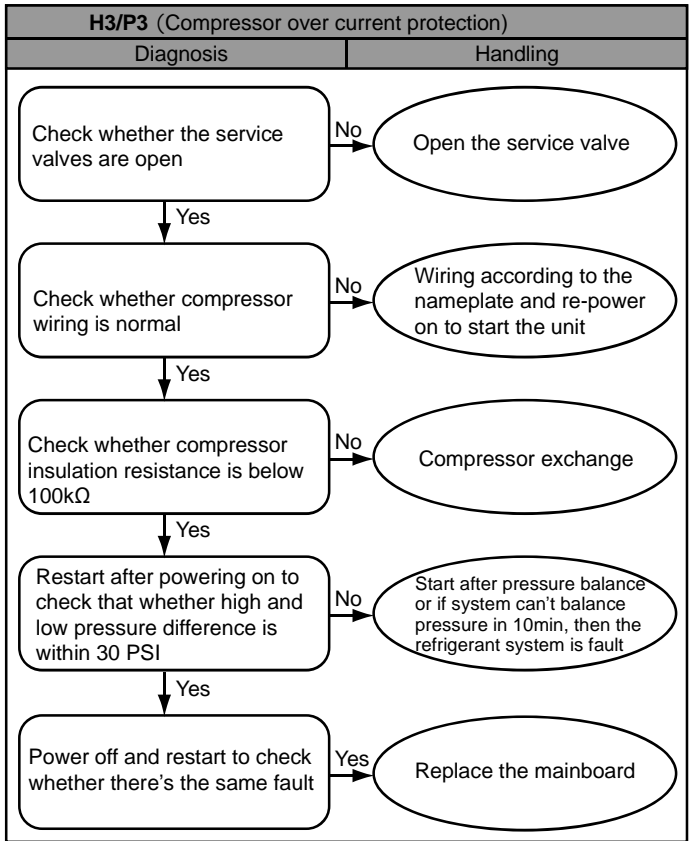 H3/P3（Compressor over current protection)
Diagnosis
Handling
Check whether the service
valves are open
No
Open the service valve
Yes
Check whether compressor
wiring is normal
No
Wiring according to the
nameplate and re-power
on to start the unit
Yes
Check whether compressor
insulation resistance is below
100kΩ
No
Compressor exchange
Yes
Restart after powering on to
check that whether high and
low pressure difference is
within 30 PSI
No
Start after pressure balance
or if system can't balance
pressure in 10min, then the
refrigerant system is fault
Yes
Power off and restart to check
whether there's the same fault
Yes
Replace the mainboard